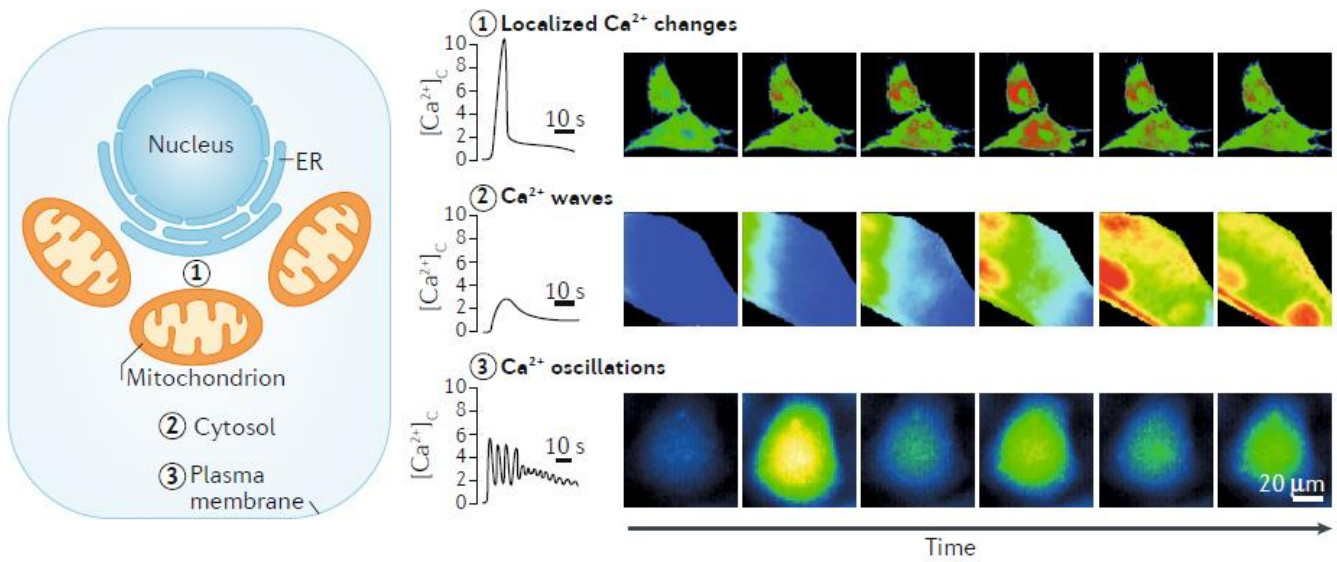 Nucleus
ER
①
Mitochondrion
② Cytosol
③ Plasma
membrane
① Localized Ca²⁺ changes
[Ca²⁺]c
10
8
6
4
2
0
10 s
② Ca²⁺ waves
[Ca²⁺]c
10
8
6
4
2
0
10 s
③ Ca²⁺ oscillations
[Ca²⁺]c
10
8
6
4
2
0
10 s
20 μm
Time